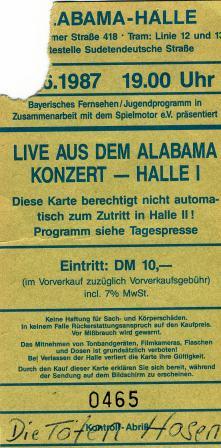 LABAMA-HALLE
mer Straße 418 · Tram: Linie 12 und 13
testelle Sudetendeutsche Straße
6.1987 19.00 Uhr
Bayerisches Fernsehen/Jugendprogramm in
Zusammenarbeit mit dem Spielmotor e.V. präsentiert
LIVE AUS DEM ALABAMA
KONZERT — HALLE I
Diese Karte berechtigt nicht automa-
tisch zum Zutritt in Halle II!
Programm siehe Tagespresse
Eintritt: DM 10,—
(im Vorverkauf zuzüglich Vorverkaufsgebühr)
incl. 7% MwSt.
Keine Haftung für Sach- und Körperschäden.
In keinem Falle Rückerstattungsanspruch auf den Kaufpreis.
Vor Mißbrauch wird gewarnt.
Das Mitnehmen von Tonbandgeräten, Filmkameras, Flaschen
und Dosen ist grundsätzlich verboten!
Bei Verlassen der Halle verliert die Karte ihre Gültigkeit.
Durch den Kauf dieser Karte erklären Sie sich bereit, während
der Sendung auf dem Bildschirm zu erscheinen.
0465
Kontroll-Abriß
Die Toten Hosen